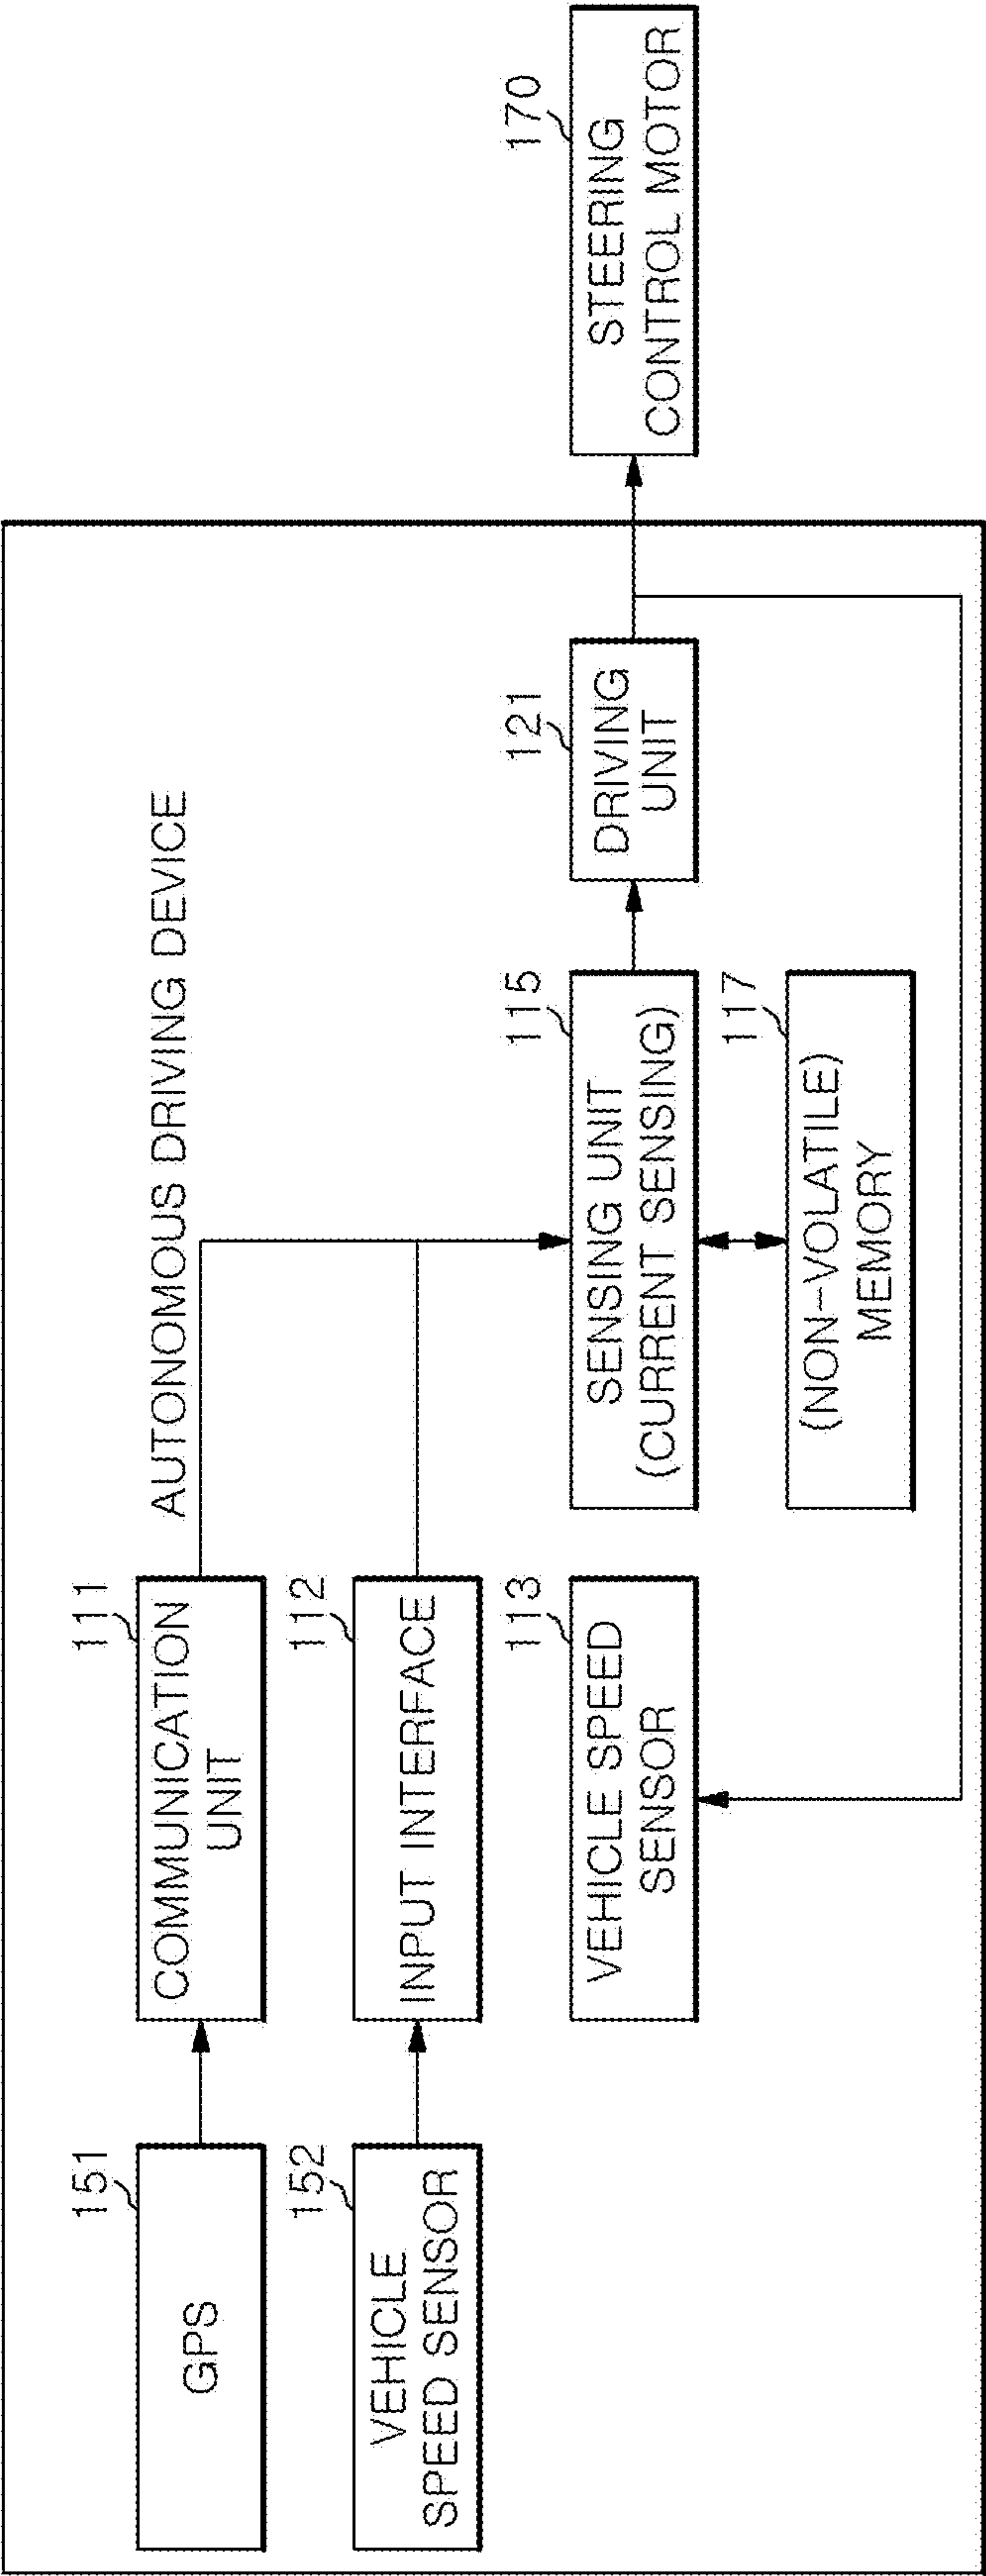 AUTONOMOUS DRIVING DEVICE
151
GPS
111
COMMUNICATION
UNIT
152
VEHICLE
SPEED SENSOR
112
INPUT INTERFACE
113
VEHICLE SPEED
SENSOR
115
SENSING UNIT
(CURRENT SENSING)
121
DRIVING
UNIT
170
STEERING
CONTROL MOTOR
117
(NON-VOLATILE)
MEMORY